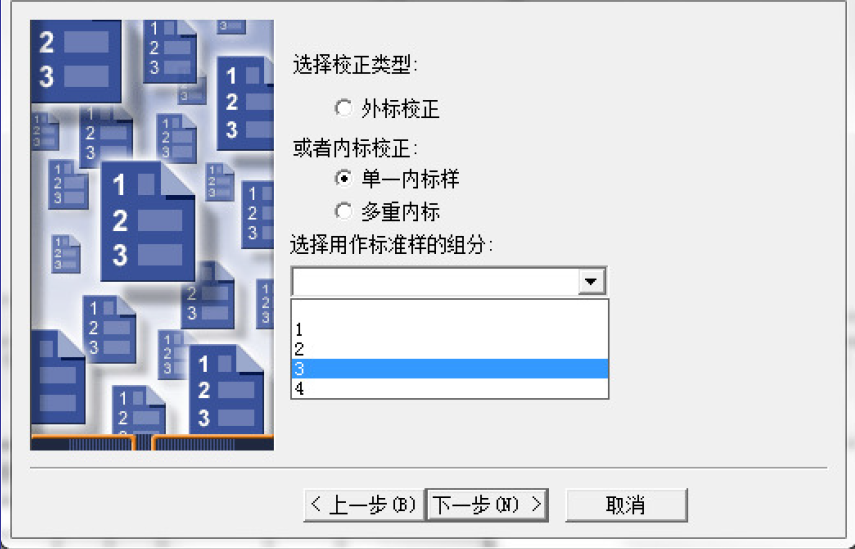 选择校正类型:
外标校正
或者内标校正:
单一内标样
多重内标
选择用作标准样的组分:
1
2
3
4
< 上一步(B)
下一步(N) >
取消